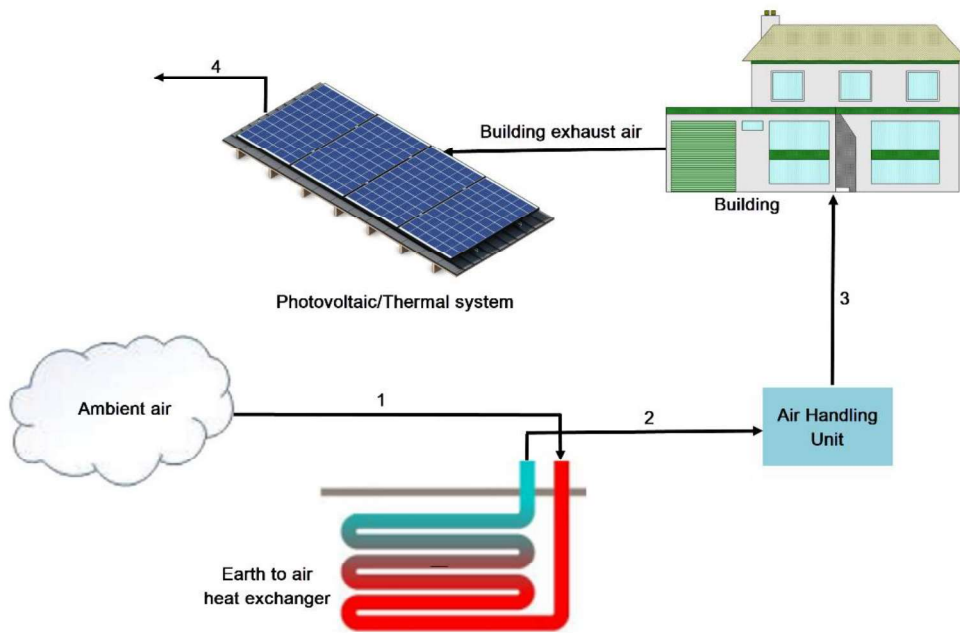 4
Building exhaust air
Building
Photovoltaic/Thermal system
3
Ambient air
1
2
Air Handling
Unit
Earth to air
heat exchanger